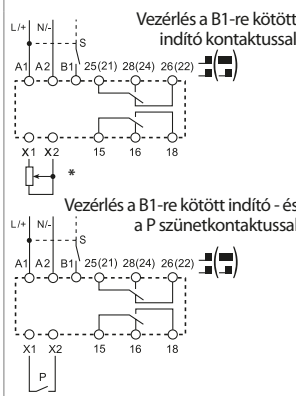 Vezérlés a B1-re kötött
indító kontaktussal
L/+ N/-
S
A1 A2 B1 25(21) 28(24) 26(22)
X1 X2 15 16 18
*
Vezérlés a B1-re kötött indító - és
a P szünetkontaktussal
L/+ N/-
S
A1 A2 B1 25(21) 28(24) 26(22)
X1 X2 15 16 18
P